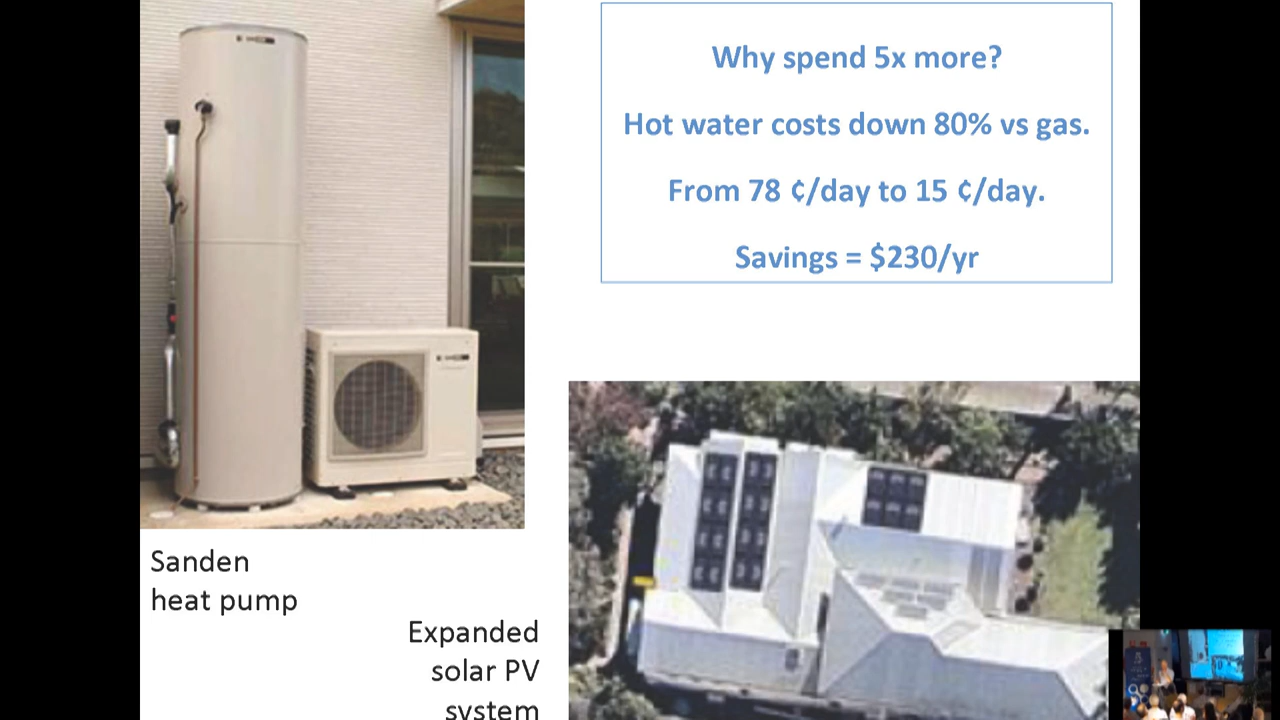 Why spend 5x more?
Hot water costs down 80% vs gas.
From 78 ¢/day to 15 ¢/day.
Savings = $230/yr
Sanden
heat pump
Expanded
solar PV
system